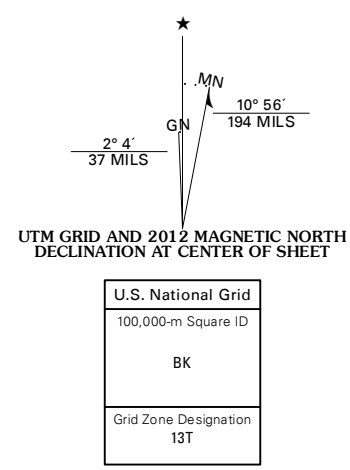 ★
MN
GN
10° 56´
194 MILS
2° 4´
37 MILS
UTM GRID AND 2012 MAGNETIC NORTH
DECLINATION AT CENTER OF SHEET
U.S. National Grid
100,000-m Square ID
BK
Grid Zone Designation
13T